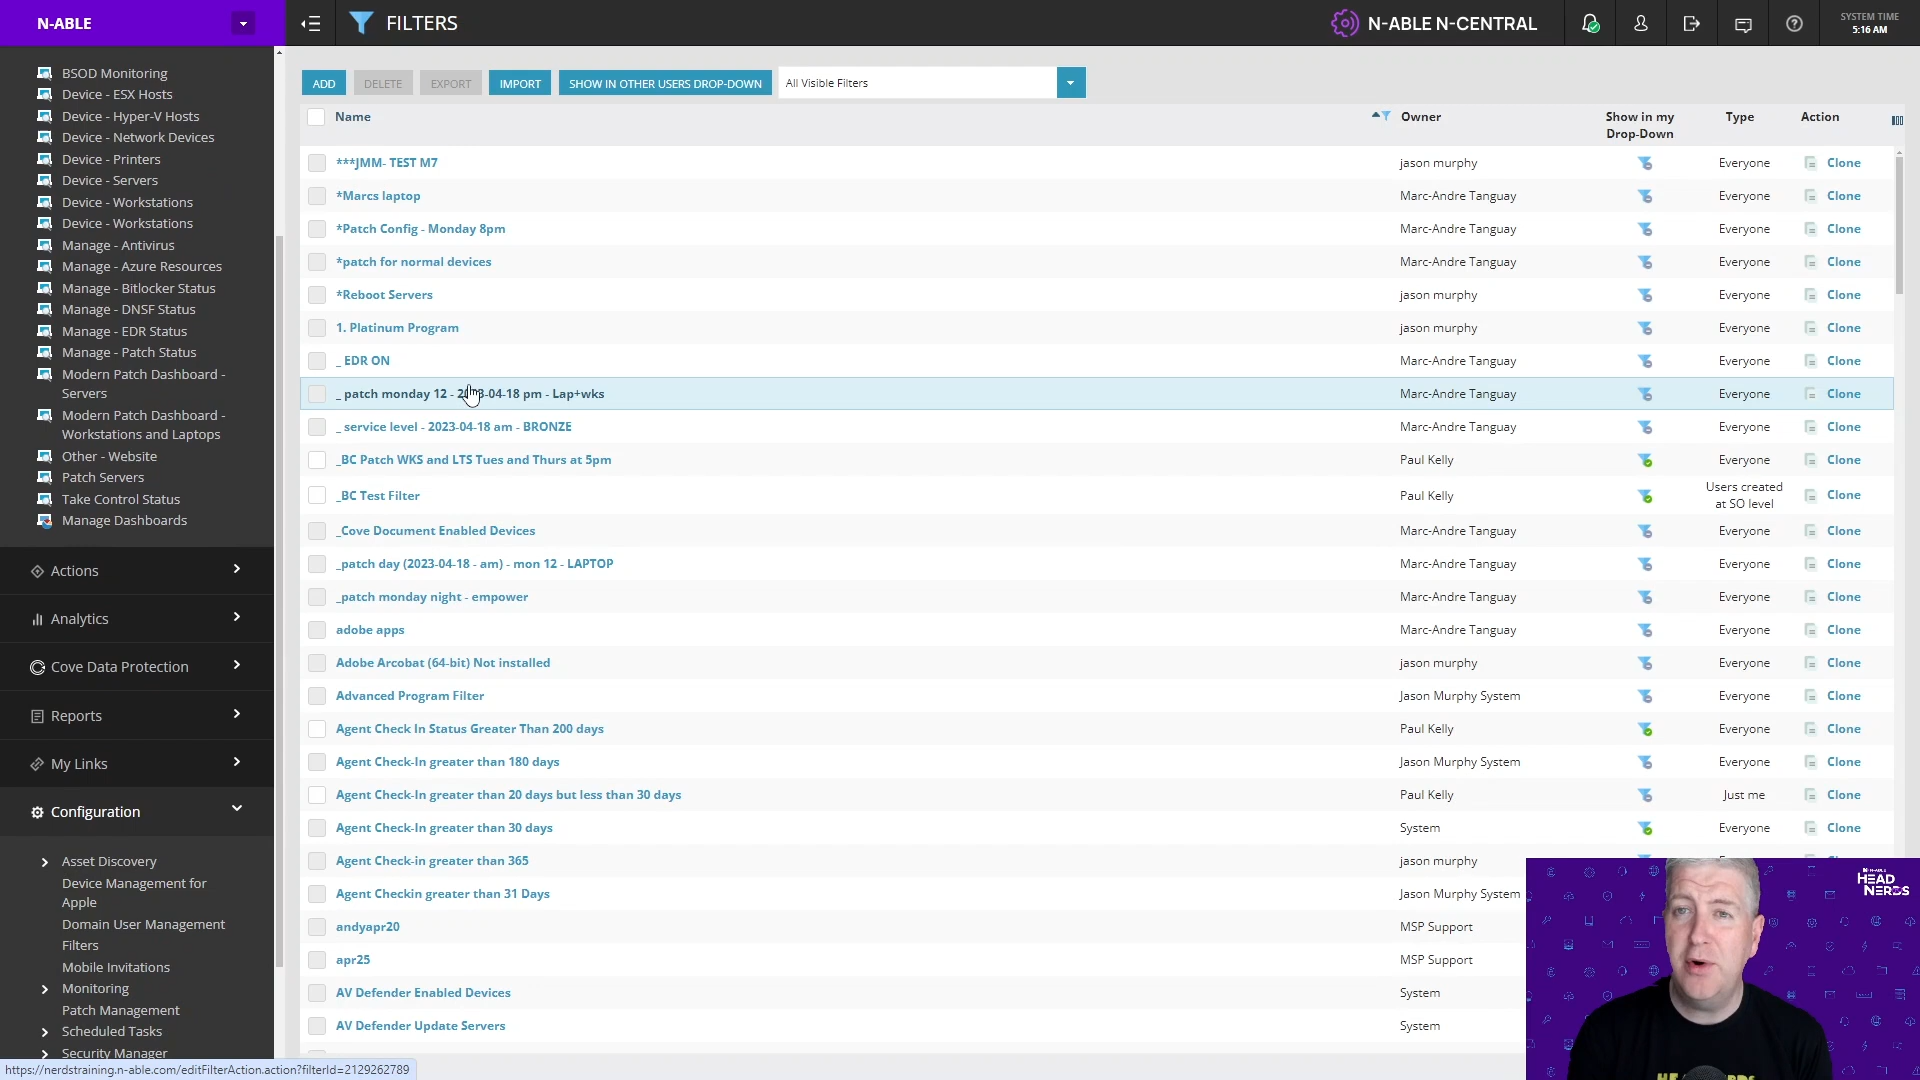 N-ABLE
FILTERS
N-ABLE N-CENTRAL
SYSTEM TIME
5:16 AM
BSOD Monitoring
Device - ESX Hosts
Device - Hyper-V Hosts
Device - Network Devices
Device - Printers
Device - Servers
Device - Workstations
Device - Workstations
Manage - Antivirus
Manage - Azure Resources
Manage - Bitlocker Status
Manage - DNSF Status
Manage - EDR Status
Manage - Patch Status
Modern Patch Dashboard -
Servers
Modern Patch Dashboard -
Workstations and Laptops
Other - Website
Patch Servers
Take Control Status
Manage Dashboards
Actions
Analytics
Cove Data Protection
Reports
My Links
Configuration
Asset Discovery
Device Management for
Apple
Domain User Management
Filters
Mobile Invitations
Monitoring
Patch Management
Scheduled Tasks
Security Manager
ADD DELETE EXPORT IMPORT SHOW IN OTHER USERS DROP-DOWN All Visible Filters
Name Owner Show in my Drop-Down Type Action
***JMM- TEST M7 jason murphy Everyone Clone
*Marcs laptop Marc-Andre Tanguay Everyone Clone
*Patch Config - Monday 8pm Marc-Andre Tanguay Everyone Clone
*patch for normal devices Marc-Andre Tanguay Everyone Clone
*Reboot Servers jason murphy Everyone Clone
1. Platinum Program jason murphy Everyone Clone
_ EDR ON Marc-Andre Tanguay Everyone Clone
_ patch monday 12 - 2023-04-18 pm - Lap+wks Marc-Andre Tanguay Everyone Clone
_ service level - 2023-04-18 am - BRONZE Marc-Andre Tanguay Everyone Clone
_BC Patch WKS and LTS Tues and Thurs at 5pm Paul Kelly Everyone Clone
_BC Test Filter Paul Kelly Users created at SO level Clone
_Cove Document Enabled Devices Marc-Andre Tanguay Everyone Clone
_patch day (2023-04-18 - am) - mon 12 - LAPTOP Marc-Andre Tanguay Everyone Clone
_patch monday night - empower Marc-Andre Tanguay Everyone Clone
adobe apps Marc-Andre Tanguay Everyone Clone
Adobe Arcobat (64-bit) Not installed jason murphy Everyone Clone
Advanced Program Filter Jason Murphy System Everyone Clone
Agent Check In Status Greater Than 200 days Paul Kelly Everyone Clone
Agent Check-In greater than 180 days Jason Murphy System Everyone Clone
Agent Check-In greater than 20 days but less than 30 days Paul Kelly Just me Clone
Agent Check-In greater than 30 days System Everyone Clone
Agent Check-in greater than 365 jason murphy
Agent Checkin greater than 31 Days Jason Murphy System
andyapr20 MSP Support
apr25 MSP Support
AV Defender Enabled Devices System
AV Defender Update Servers System
https://nerdstraining.n-able.com/editFilterAction.action?filterId=2129262789
N-ABLE
HEAD
NERDS